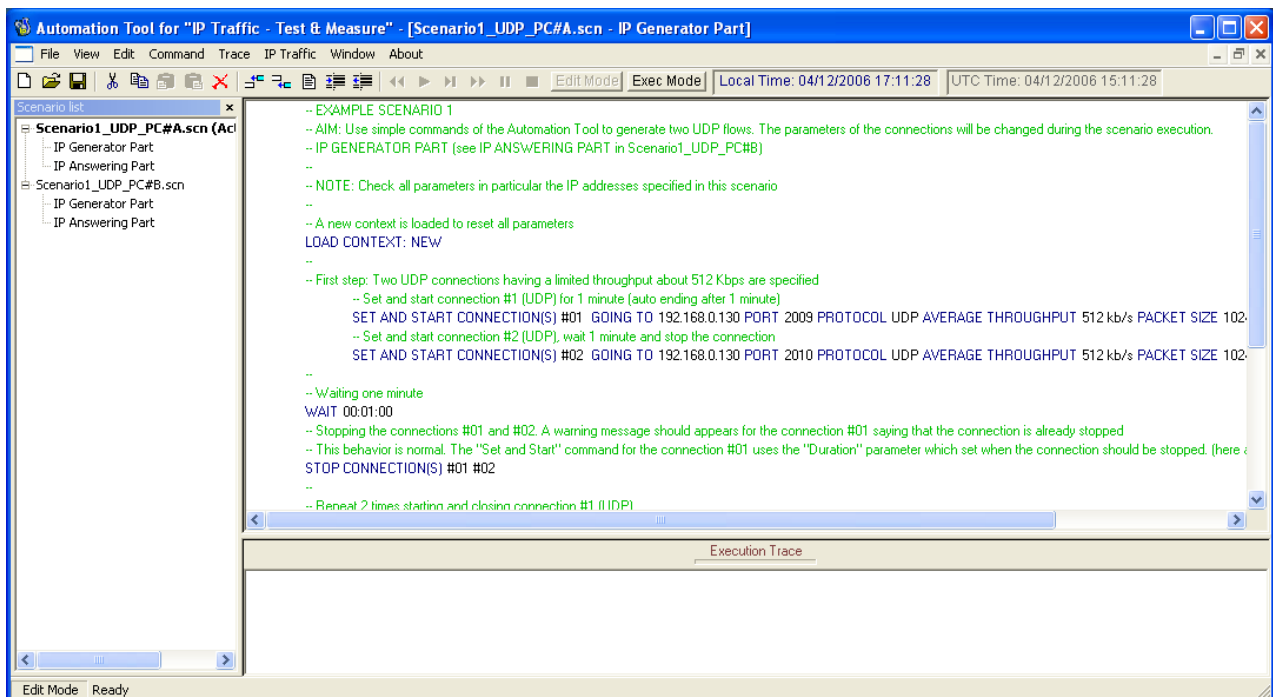 Automation Tool for "IP Traffic - Test & Measure" - [Scenario1_UDP_PC#A.scn - IP Generator Part]
File View Edit Command Trace IP Traffic Window About
Edit Mode Exec Mode Local Time: 04/12/2006 17:11:28 UTC Time: 04/12/2006 15:11:28
Scenario list
Scenario1_UDP_PC#A.scn (Acl
IP Generator Part
IP Answering Part
Scenario1_UDP_PC#B.scn
IP Generator Part
IP Answering Part
-- EXAMPLE SCENARIO 1
-- AIM: Use simple commands of the Automation Tool to generate two UDP flows. The parameters of the connections will be changed during the scenario execution.
-- IP GENERATOR PART (see IP ANSWERING PART in Scenario1_UDP_PC#B)
--
-- NOTE: Check all parameters in particular the IP addresses specified in this scenario
--
-- A new context is loaded to reset all parameters
LOAD CONTEXT: NEW
--
-- First step: Two UDP connections having a limited throughput about 512 Kbps are specified
-- Set and start connection #1 (UDP) for 1 minute (auto ending after 1 minute)
SET AND START CONNECTION(S) #01 GOING TO 192.168.0.130 PORT 2009 PROTOCOL UDP AVERAGE THROUGHPUT 512 kb/s PACKET SIZE 102
-- Set and start connection #2 (UDP), wait 1 minute and stop the connection
SET AND START CONNECTION(S) #02 GOING TO 192.168.0.130 PORT 2010 PROTOCOL UDP AVERAGE THROUGHPUT 512 kb/s PACKET SIZE 102
--
-- Waiting one minute
WAIT 00:01:00
-- Stopping the connections #01 and #02. A warning message should appears for the connection #01 saying that the connection is already stopped
-- This behavior is normal. The "Set and Start" command for the connection #01 uses the "Duration" parameter which set when the connection should be stopped. (here
STOP CONNECTION(S) #01 #02
--
-- Repeat 2 times starting and closing connection #1 (UDP)
Execution Trace
Edit Mode Ready